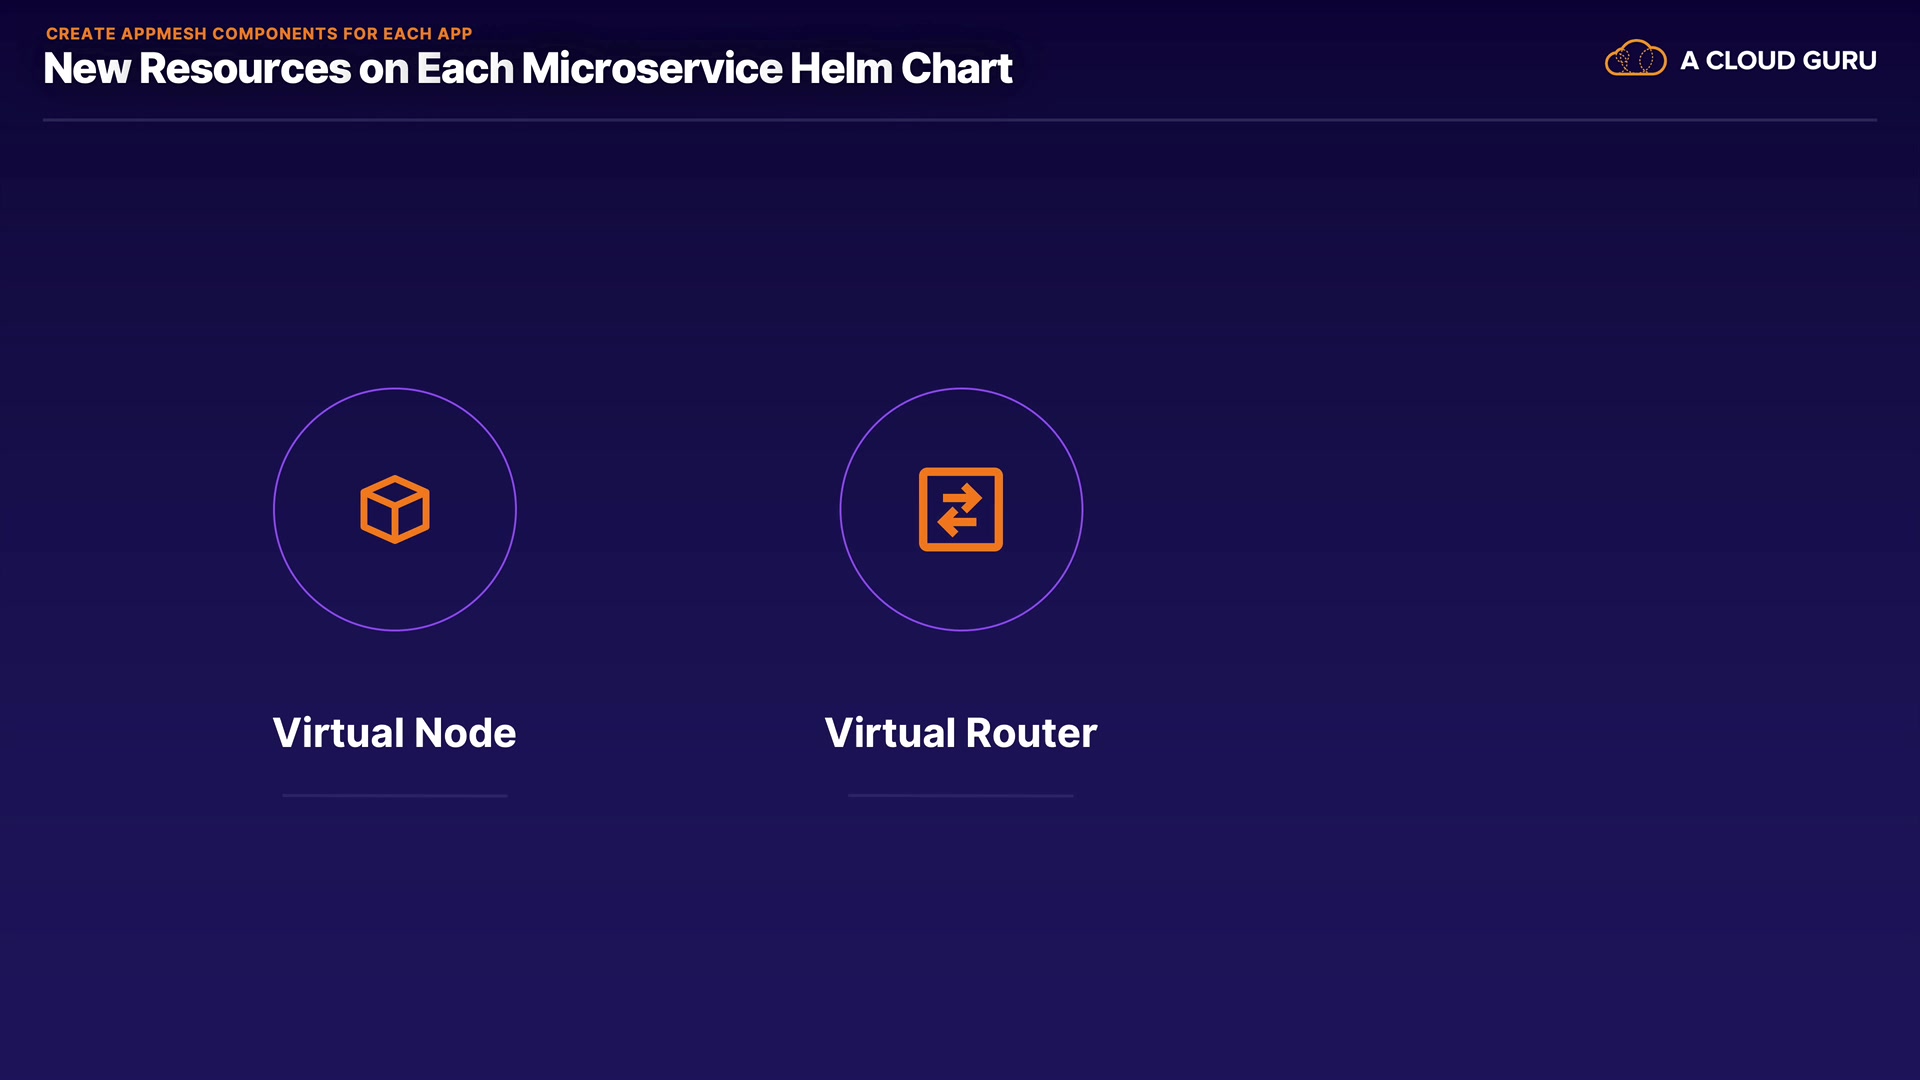 CREATE APPMESH COMPONENTS FOR EACH APP
New Resources on Each Microservice Helm Chart
A CLOUD GURU
Virtual Node
Virtual Router